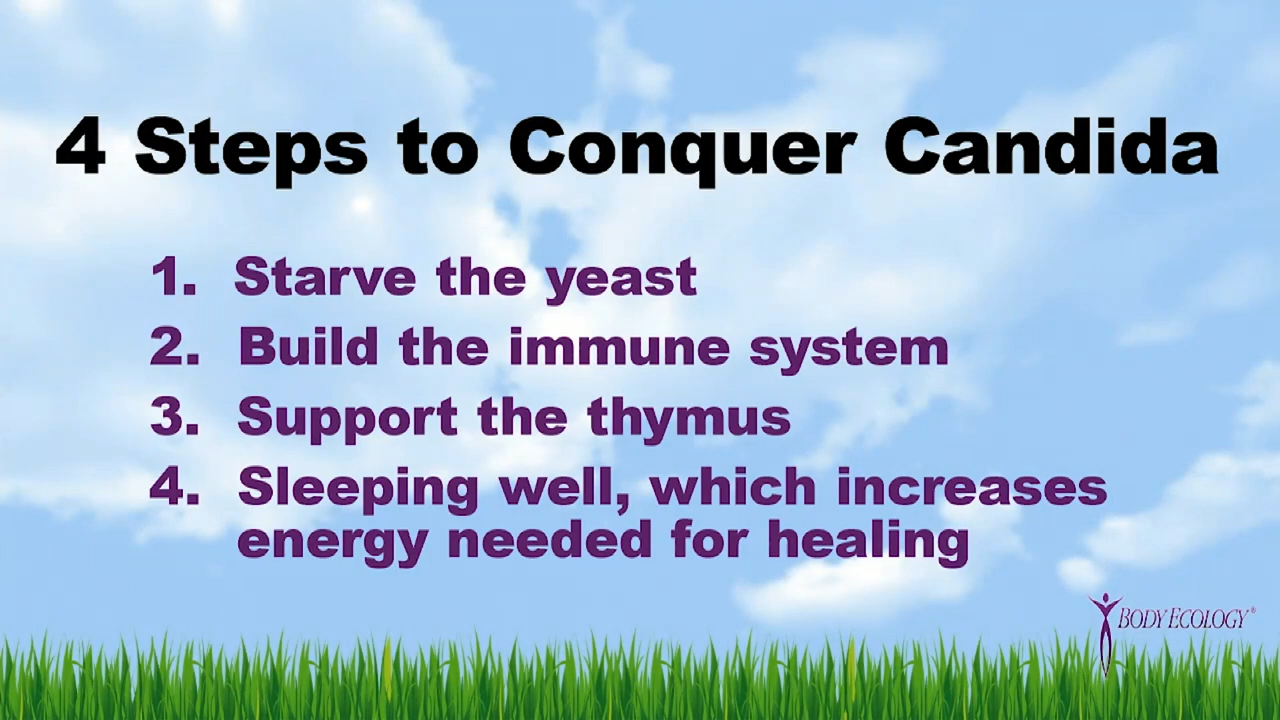 4 Steps to Conquer Candida
1. Starve the yeast
2. Build the immune system
3. Support the thymus
4. Sleeping well, which increases
energy needed for healing
BODY ECOLOGY®